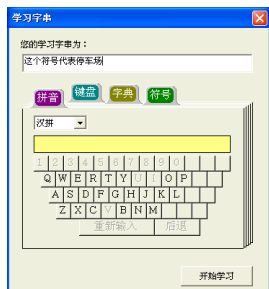 学习字串
您的学习字串为：
这个符号代表停车场
拼音 键盘 字典 符号
汉拼
1 2 3 4 5 6 7 8 9 0
Q W E R T Y U I O P
A S D F G H J K L
Z X C V B N M
重新输入 后退
开始学习